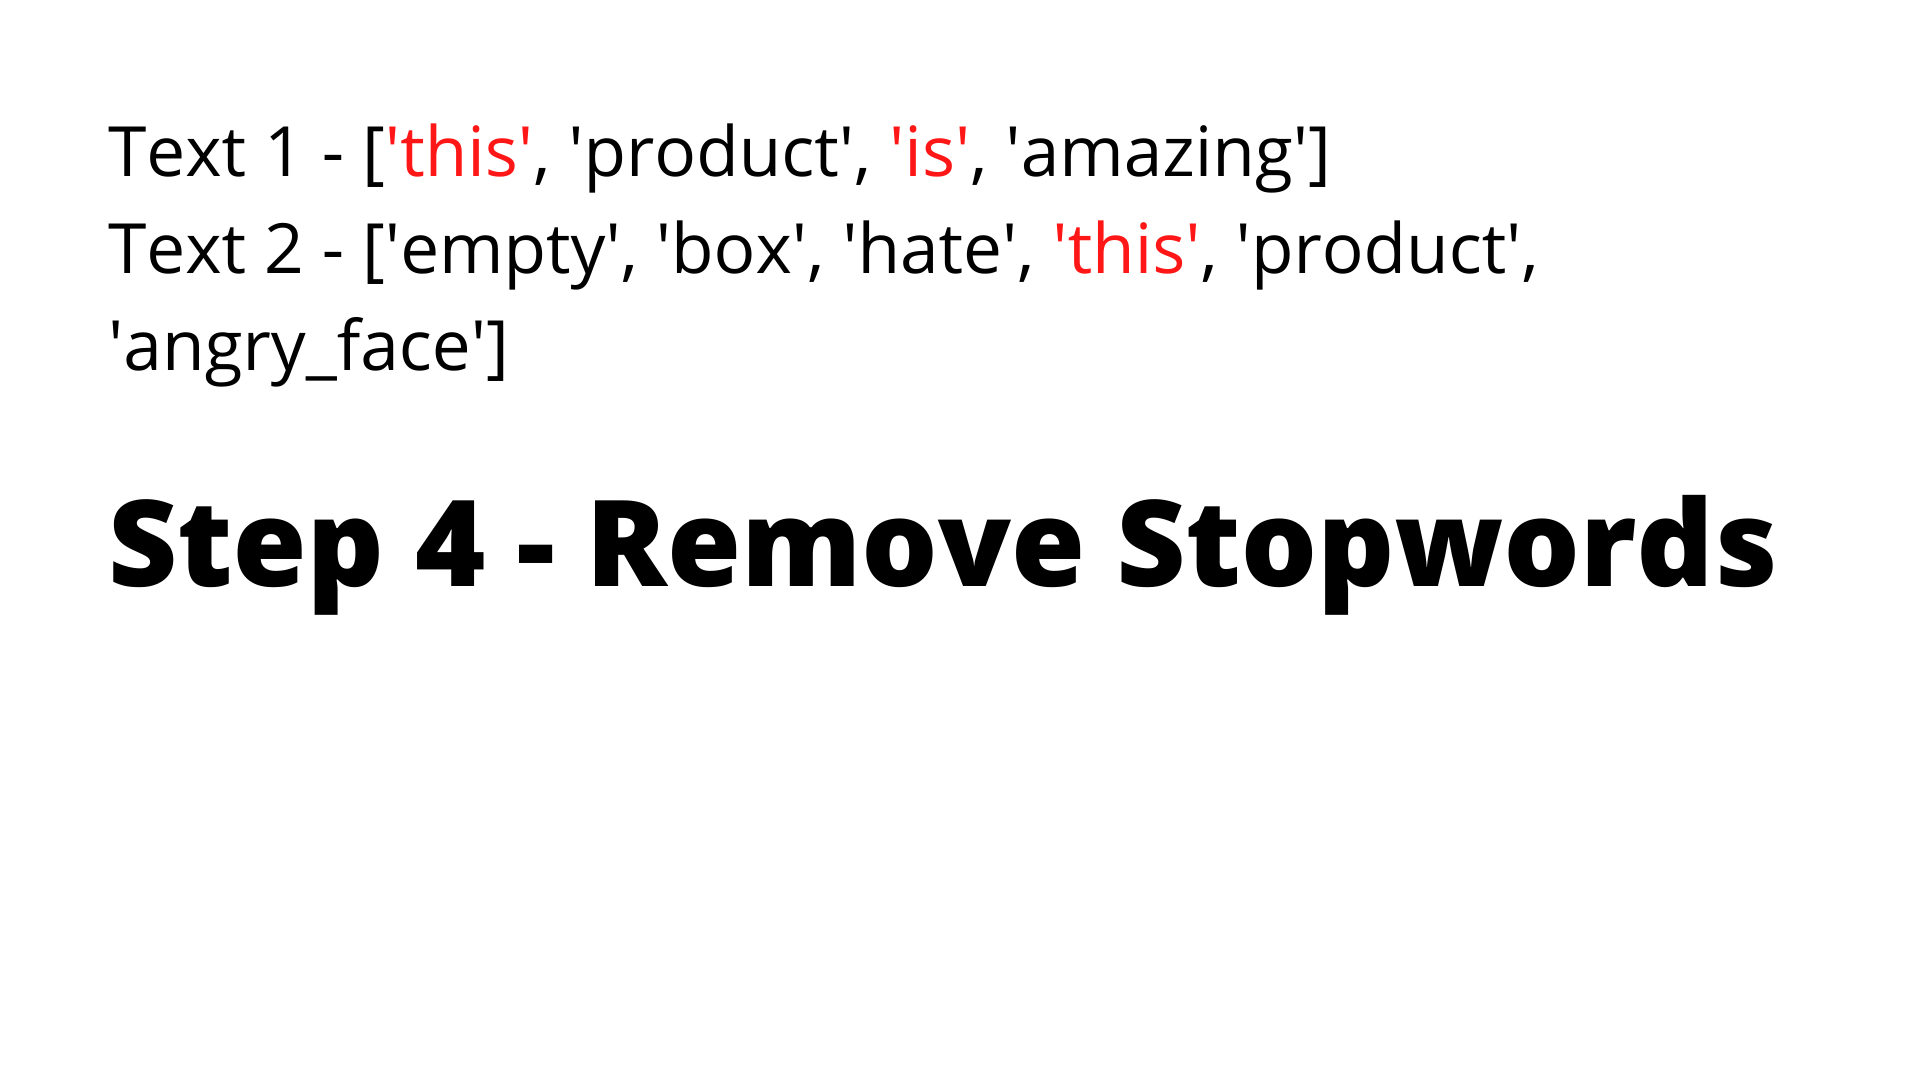 Text 1 - ['this', 'product', 'is', 'amazing']
Text 2 - ['empty', 'box', 'hate', 'this', 'product',
'angry_face']
Step 4 - Remove Stopwords